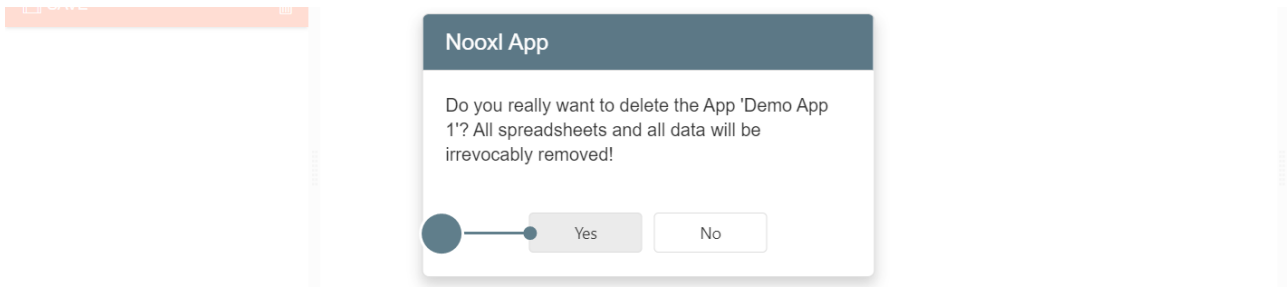 Nooxl App
Do you really want to delete the App 'Demo App
1'? All spreadsheets and all data will be
irrevocably removed!
Yes No